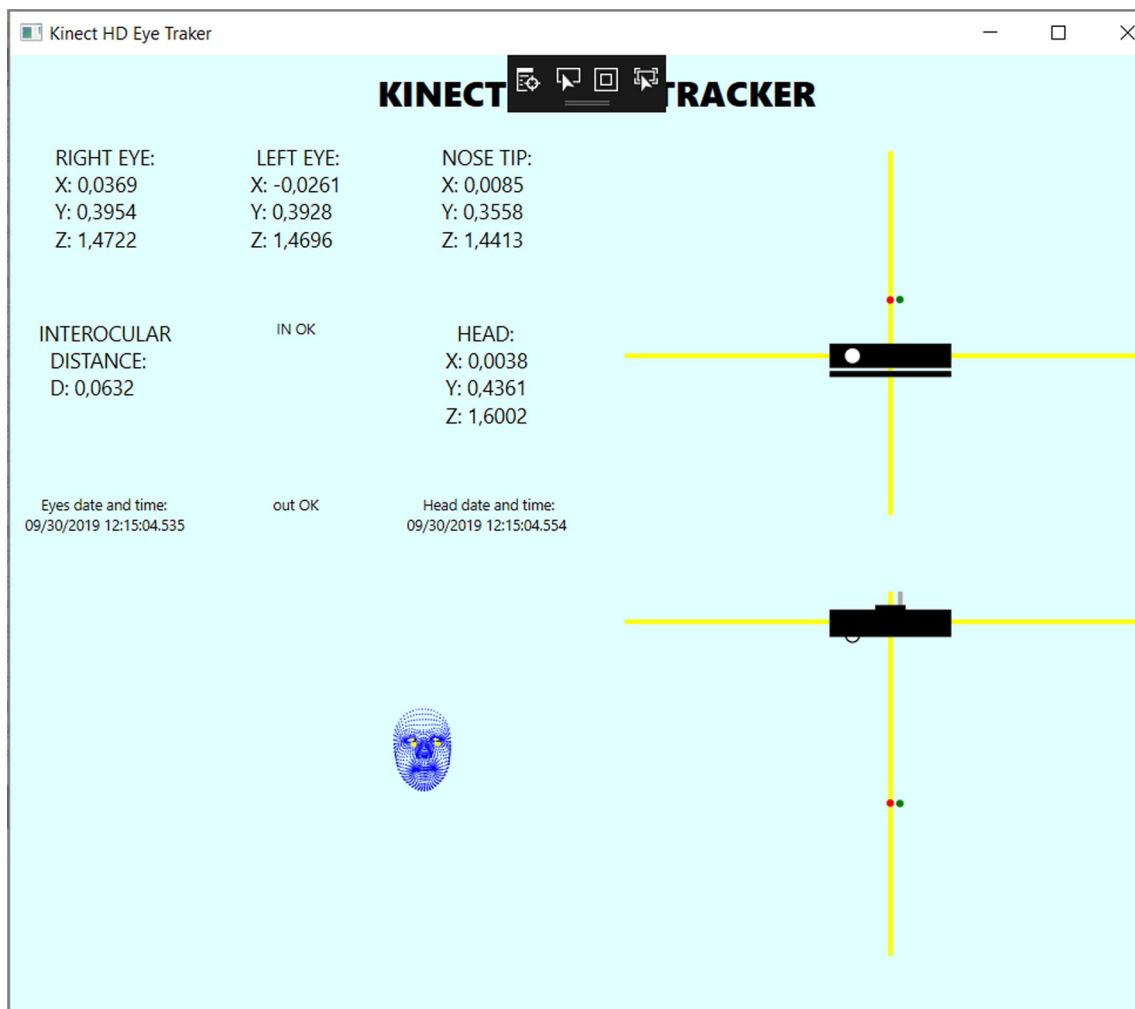 Kinect HD Eye Traker
KINECT TRACKER
RIGHT EYE:
X: 0,0369
Y: 0,3954
Z: 1,4722
LEFT EYE:
X: -0,0261
Y: 0,3928
Z: 1,4696
NOSE TIP:
X: 0,0085
Y: 0,3558
Z: 1,4413
INTEROCULAR
DISTANCE:
D: 0,0632
IN OK
HEAD:
X: 0,0038
Y: 0,4361
Z: 1,6002
Eyes date and time:
09/30/2019 12:15:04.535
out OK
Head date and time:
09/30/2019 12:15:04.554